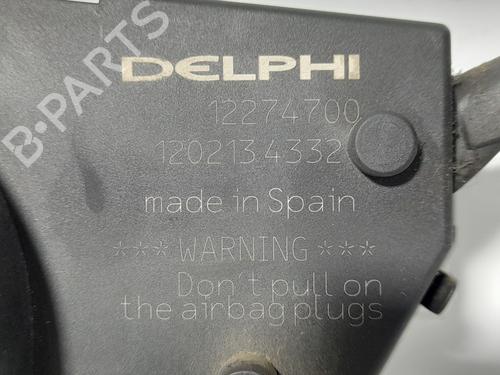 DELPHI
12274700
1202134332
made in Spain
*** WARNING ***
Don't pull on
the airbag plugs
B-PARTS